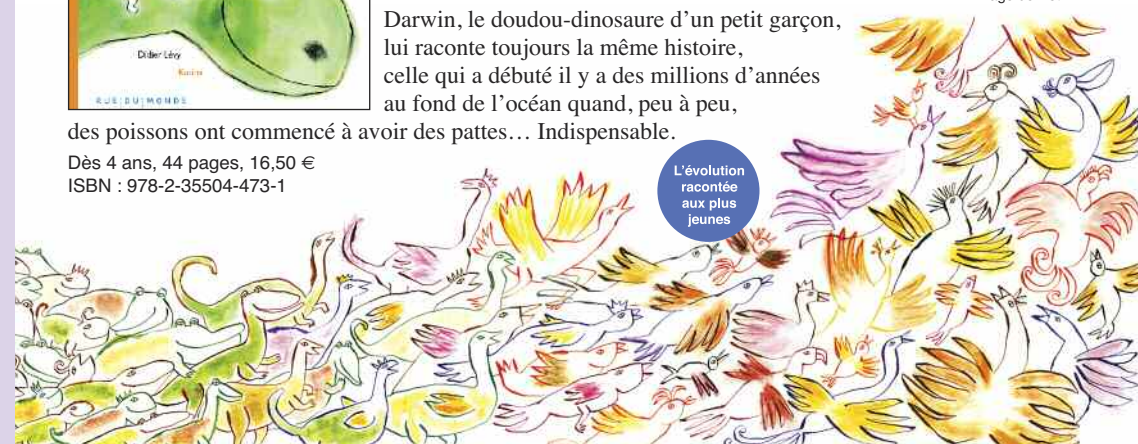 Darwin, le doudou-dinosaure d’un petit garçon,
lui raconte toujours la même histoire,
celle qui a débuté il y a des millions d’années
au fond de l’océan quand, peu à peu,
des poissons ont commencé à avoir des pattes… Indispensable.
Dès 4 ans, 44 pages, 16,50 €
ISBN : 978-2-35504-473-1
Didier Lévy
RUE DU MONDE
L’évolution
racontée
aux plus
jeunes